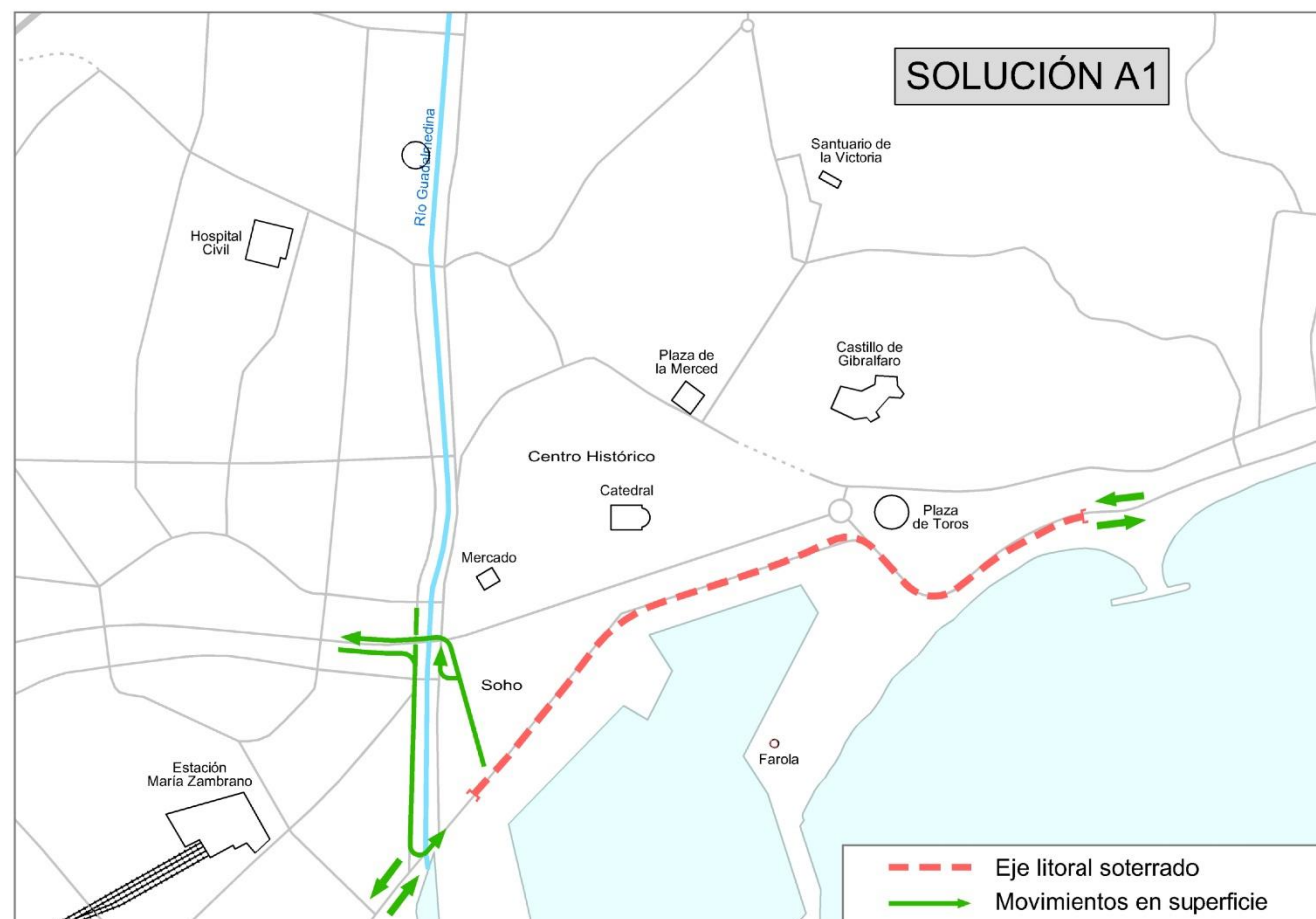 SOLUCIÓN A1
Río Guadalmedina
Santuario de
la Victoria
Hospital
Civil
Plaza de
la Merced
Castillo de
Gibralfaro
Centro Histórico
Catedral
Plaza
de Toros
Mercado
Soho
Farola
Estación
María Zambrano
Eje litoral soterrado
Movimientos en superficie